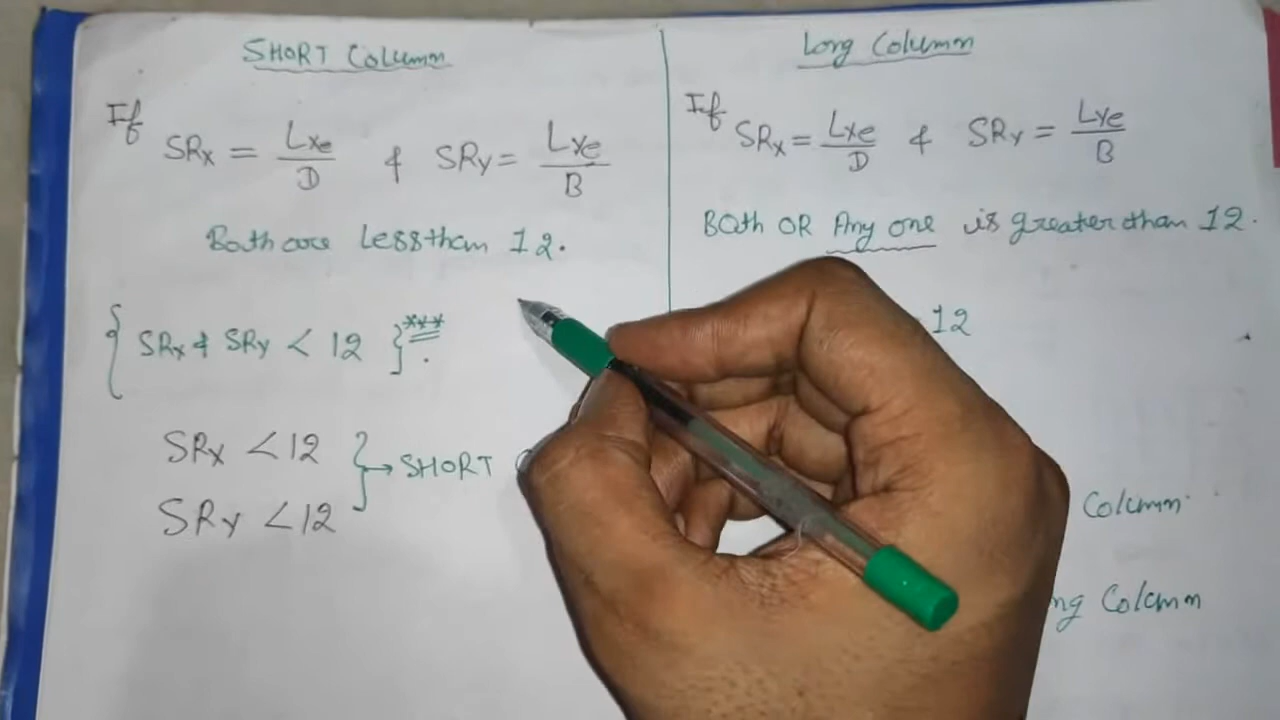 SHORT Column
If
SRx = Lxe/D & SRy = Lye/B
Both are Less than 12.
{ SRx & SRy < 12 } ***
SRx < 12
SRy < 12 } → SHORT
Long Column
If
SRx = Lxe/D & SRy = Lye/B
Both OR Any one is greater than 12.
12
Column
Column